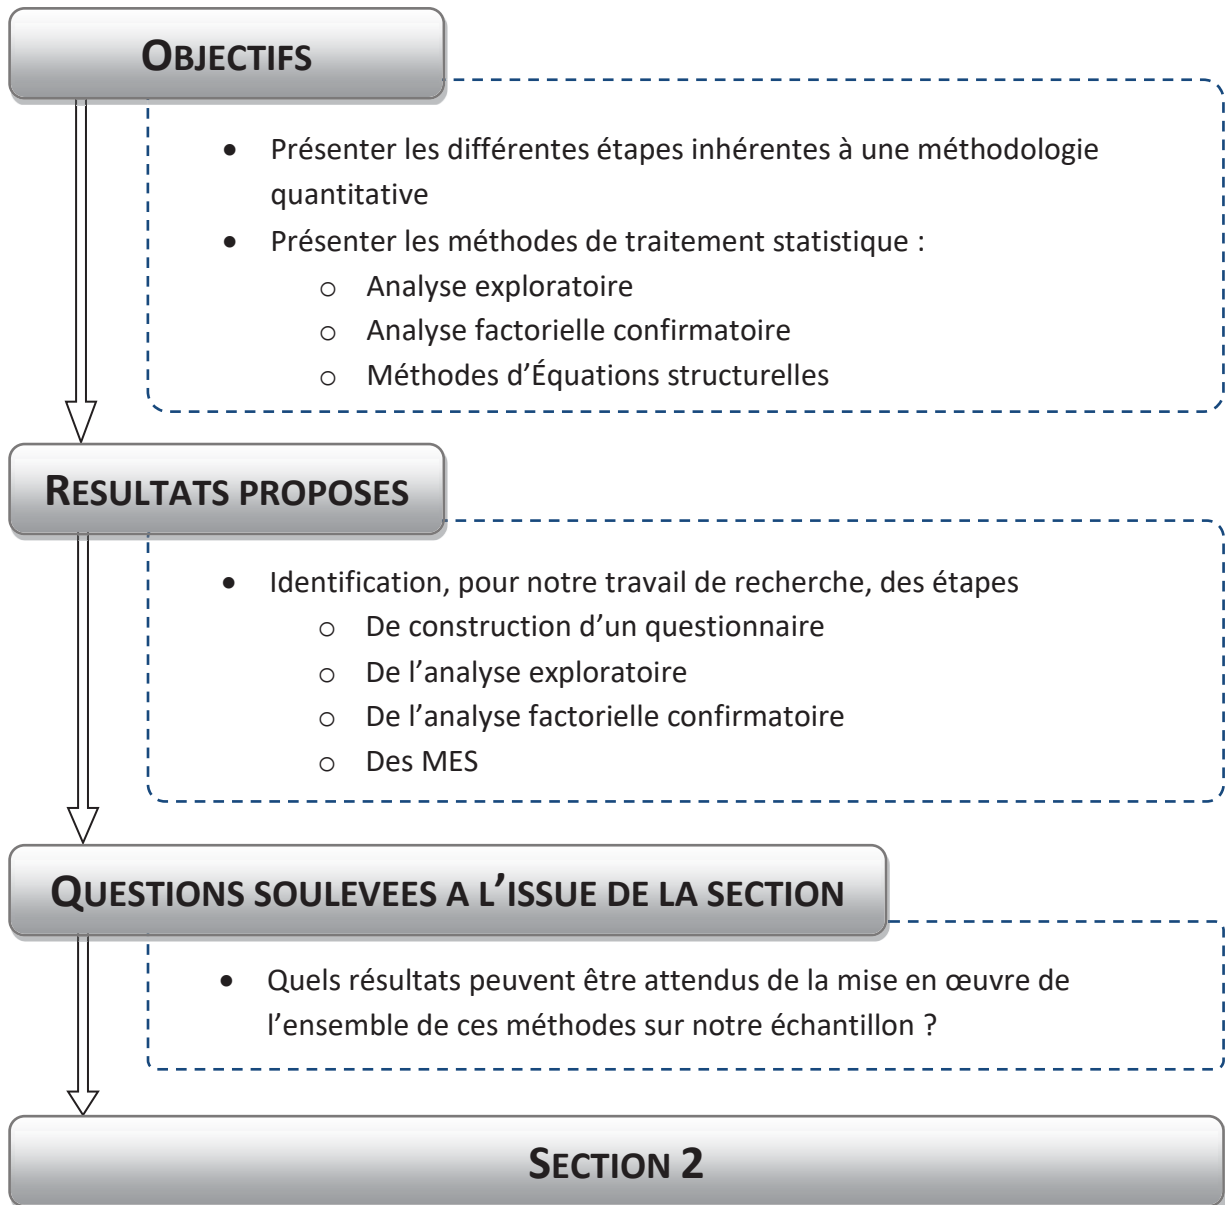 OBJECTIFS
• Présenter les différentes étapes inhérentes à une méthodologie
quantitative
• Présenter les méthodes de traitement statistique :
o Analyse exploratoire
o Analyse factorielle confirmatoire
o Méthodes d’Équations structurelles
RESULTATS PROPOSES
• Identification, pour notre travail de recherche, des étapes
o De construction d’un questionnaire
o De l’analyse exploratoire
o De l’analyse factorielle confirmatoire
o Des MES
QUESTIONS SOULEVEES A L’ISSUE DE LA SECTION
• Quels résultats peuvent être attendus de la mise en œuvre de
l’ensemble de ces méthodes sur notre échantillon ?
SECTION 2